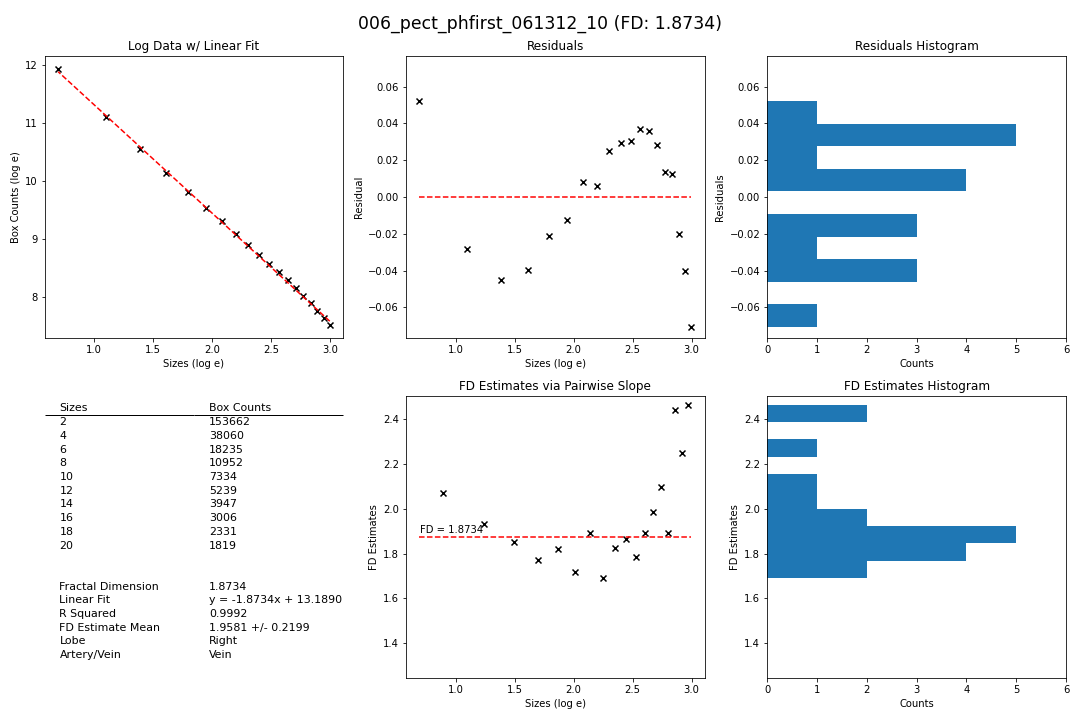 006_pect_phfirst_061312_10 (FD: 1.8734)
Log Data w/ Linear Fit
Box Counts (log e)
12
11
10
9
8
1.0 1.5 2.0 2.5 3.0
Sizes (log e)
Residuals
Residual
0.06
0.04
0.02
0.00
−0.02
−0.04
−0.06
1.0 1.5 2.0 2.5 3.0
Sizes (log e)
Residuals Histogram
Residuals
0.06
0.04
0.02
0.00
−0.02
−0.04
−0.06
0 1 2 3 4 5 6
Counts
Sizes Box Counts
2 153662
4 38060
6 18235
8 10952
10 7334
12 5239
14 3947
16 3006
18 2331
20 1819
Fractal Dimension 1.8734
Linear Fit y = -1.8734x + 13.1890
R Squared 0.9992
FD Estimate Mean 1.9581 +/- 0.2199
Lobe Right
Artery/Vein Vein
FD Estimates via Pairwise Slope
FD Estimates
2.4
2.2
2.0
1.8
1.6
1.4
FD = 1.8734
1.0 1.5 2.0 2.5 3.0
Sizes (log e)
FD Estimates Histogram
FD Estimates
2.4
2.2
2.0
1.8
1.6
1.4
0 1 2 3 4 5 6
Counts